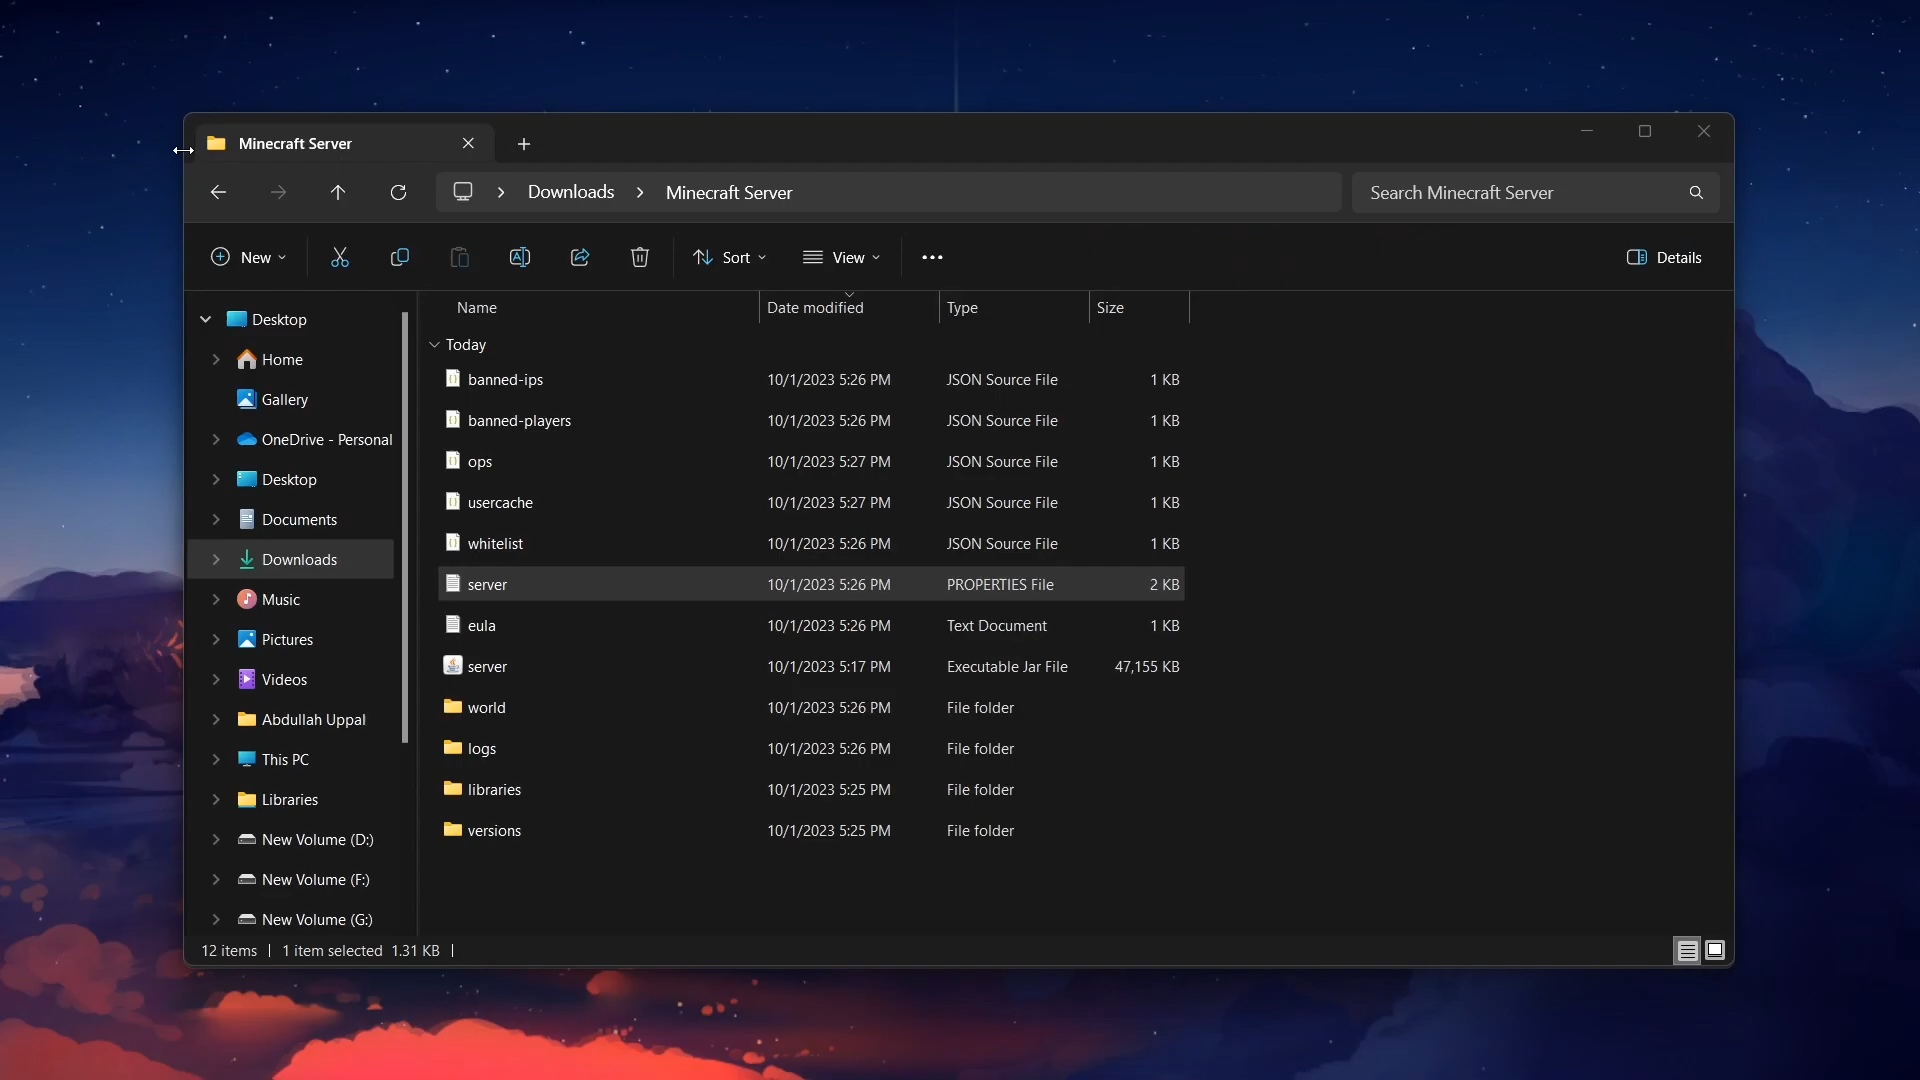 Minecraft Server
Downloads
Minecraft Server
Search Minecraft Server
New
Sort
View
Details
Name
Date modified
Type
Size
Desktop
Home
Gallery
OneDrive - Personal
Desktop
Documents
Downloads
Music
Pictures
Videos
Abdullah Uppal
This PC
Libraries
New Volume (D:)
New Volume (F:)
New Volume (G:)
Today
banned-ips 10/1/2023 5:26 PM JSON Source File 1 KB
banned-players 10/1/2023 5:26 PM JSON Source File 1 KB
ops 10/1/2023 5:27 PM JSON Source File 1 KB
usercache 10/1/2023 5:27 PM JSON Source File 1 KB
whitelist 10/1/2023 5:26 PM JSON Source File 1 KB
server 10/1/2023 5:26 PM PROPERTIES File 2 KB
eula 10/1/2023 5:26 PM Text Document 1 KB
server 10/1/2023 5:17 PM Executable Jar File 47,155 KB
world 10/1/2023 5:26 PM File folder
logs 10/1/2023 5:26 PM File folder
libraries 10/1/2023 5:25 PM File folder
versions 10/1/2023 5:25 PM File folder
12 items 1 item selected 1.31 KB